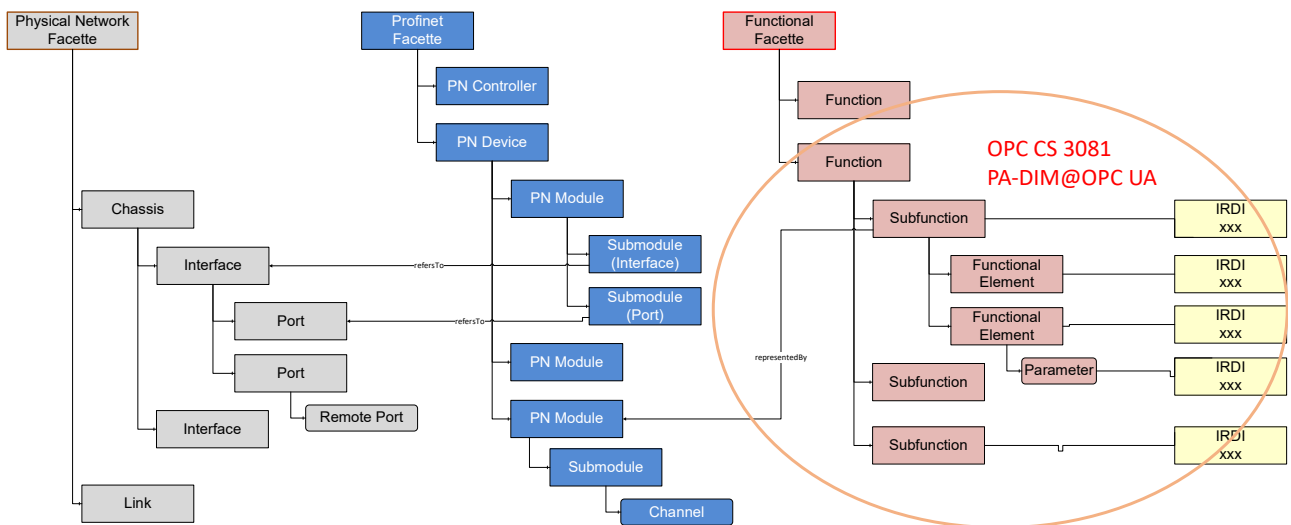 Physical Network
Facette
Profinet
Facette
Functional
Facette
PN Controller
Function
PN Device
Function
OPC CS 3081
PA-DIM@OPC UA
PN Module
Chassis
Subfunction
IRDI
xxx
Submodule
(Interface)
Interface
refersTo
Functional
Element
IRDI
xxx
Submodule
(Port)
Port
refersTo
Functional
Element
IRDI
xxx
representedBy
PN Module
Port
Parameter
IRDI
xxx
Subfunction
Remote Port
PN Module
Interface
Subfunction
IRDI
xxx
Submodule
Link
Channel